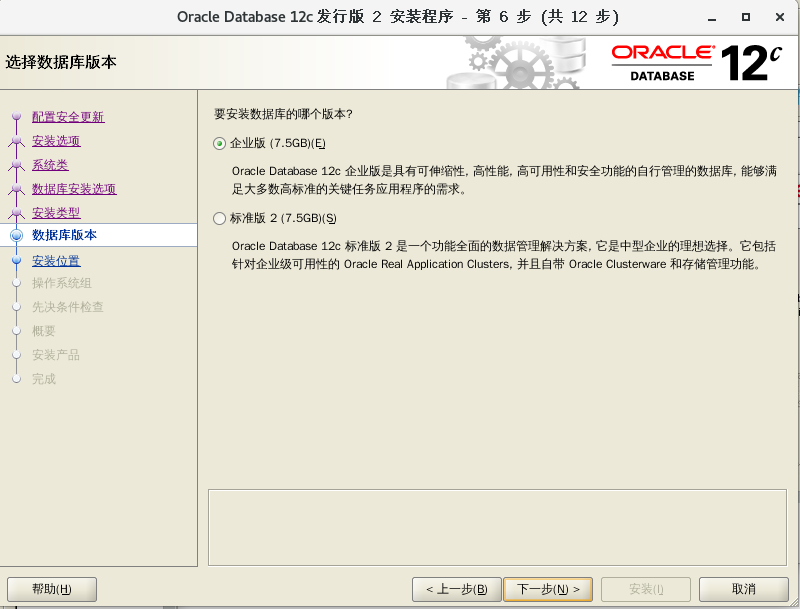 Oracle Database 12c 发行版 2 安装程序 - 第 6 步 (共 12 步)
选择数据库版本
ORACLE
DATABASE
12c
配置安全更新
安装选项
系统类
数据库安装选项
安装类型
数据库版本
安装位置
操作系统组
先决条件检查
概要
安装产品
完成
要安装数据库的哪个版本?
企业版 (7.5GB)(E)
Oracle Database 12c 企业版是具有可伸缩性, 高性能, 高可用性和安全功能的自行管理的数据库, 能够满
足大多数高标准的关键任务应用程序的需求。
标准版 2 (7.5GB)(S)
Oracle Database 12c 标准版 2 是一个功能全面的数据管理解决方案, 它是中型企业的理想选择。它包括
针对企业级可用性的 Oracle Real Application Clusters, 并且自带 Oracle Clusterware 和存储管理功能。
帮助(H)
< 上一步(B)
下一步(N) >
安装(I)
取消